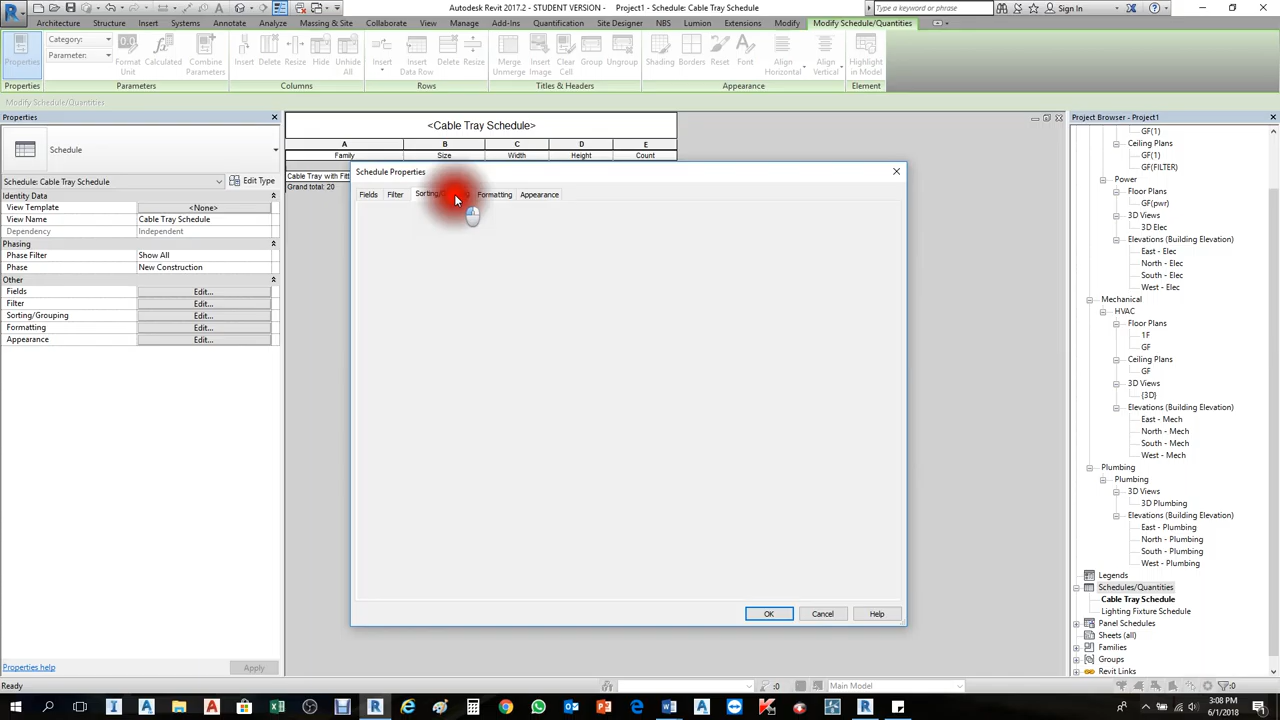 Autodesk Revit 2017.2 - STUDENT VERSION - Project1 - Schedule: Cable Tray Schedule
Type a keyword or phrase
Sign In
Architecture Structure Insert Systems Annotate Analyze Massing & Site Collaborate View Manage Add-Ins Quantification Site Designer NBS Lumion Extensions Modify Modify Schedule/Quantities
Properties
Category:
Parameter:
Format Unit
Calculated
Combine Parameters
Insert
Delete
Resize
Hide
Unhide All
Insert
Insert Data Row
Delete
Resize
Merge Unmerge
Insert Image
Clear Cell
Group
Ungroup
Shading
Borders
Reset
Font
Align Horizontal
Align Vertical
Highlight in Model
Properties Parameters Columns Rows Titles & Headers Appearance Element
Modify Schedule/Quantities
Properties
Schedule
Schedule: Cable Tray Schedule
Edit Type
Identity Data
View Template <None>
View Name Cable Tray Schedule
Dependency Independent
Phasing
Phase Filter Show All
Phase New Construction
Other
Fields Edit...
Filter Edit...
Sorting/Grouping Edit...
Formatting Edit...
Appearance Edit...
Properties help
Apply
<Cable Tray Schedule>
A B C D E
Family Size Width Height Count
Cable Tray with Fitt
Grand total: 20
Schedule Properties
Fields Filter Sorting/ Formatting Appearance
OK Cancel Help
Project Browser - Project1
GF(1)
Ceiling Plans
GF(1)
GF(FILTER)
Power
Floor Plans
GF(pwr)
3D Views
3D Elec
Elevations (Building Elevation)
East - Elec
North - Elec
South - Elec
West - Elec
Mechanical
HVAC
Floor Plans
1F
GF
Ceiling Plans
GF
3D Views
{3D}
Elevations (Building Elevation)
East - Mech
North - Mech
South - Mech
West - Mech
Plumbing
Plumbing
3D Views
3D Plumbing
Elevations (Building Elevation)
East - Plumbing
North - Plumbing
South - Plumbing
West - Plumbing
Legends
Schedules/Quantities
Cable Tray Schedule
Lighting Fixture Schedule
Panel Schedules
Sheets (all)
Families
Groups
Revit Links
Ready
:0
Main Model
:0
3:08 PM
6/1/2018